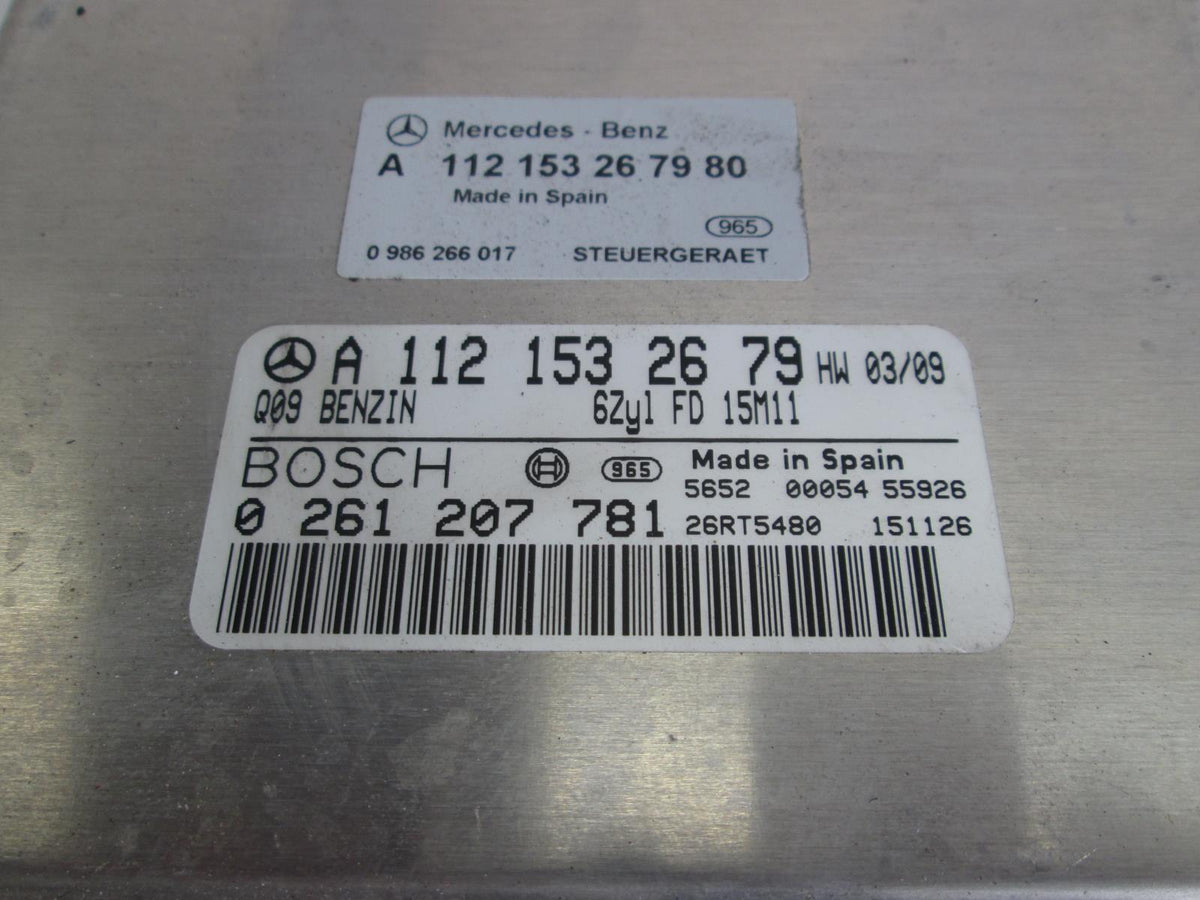 Mercedes - Benz
A 112 153 26 79 80
Made in Spain
965
0 986 266 017 STEUERGERAET
A 112 153 26 79 HW 03/09
Q09 BENZIN 6Zyl FD 15M11
BOSCH 965 Made in Spain
5652 00054 55926
0 261 207 781 26RT5480 151126